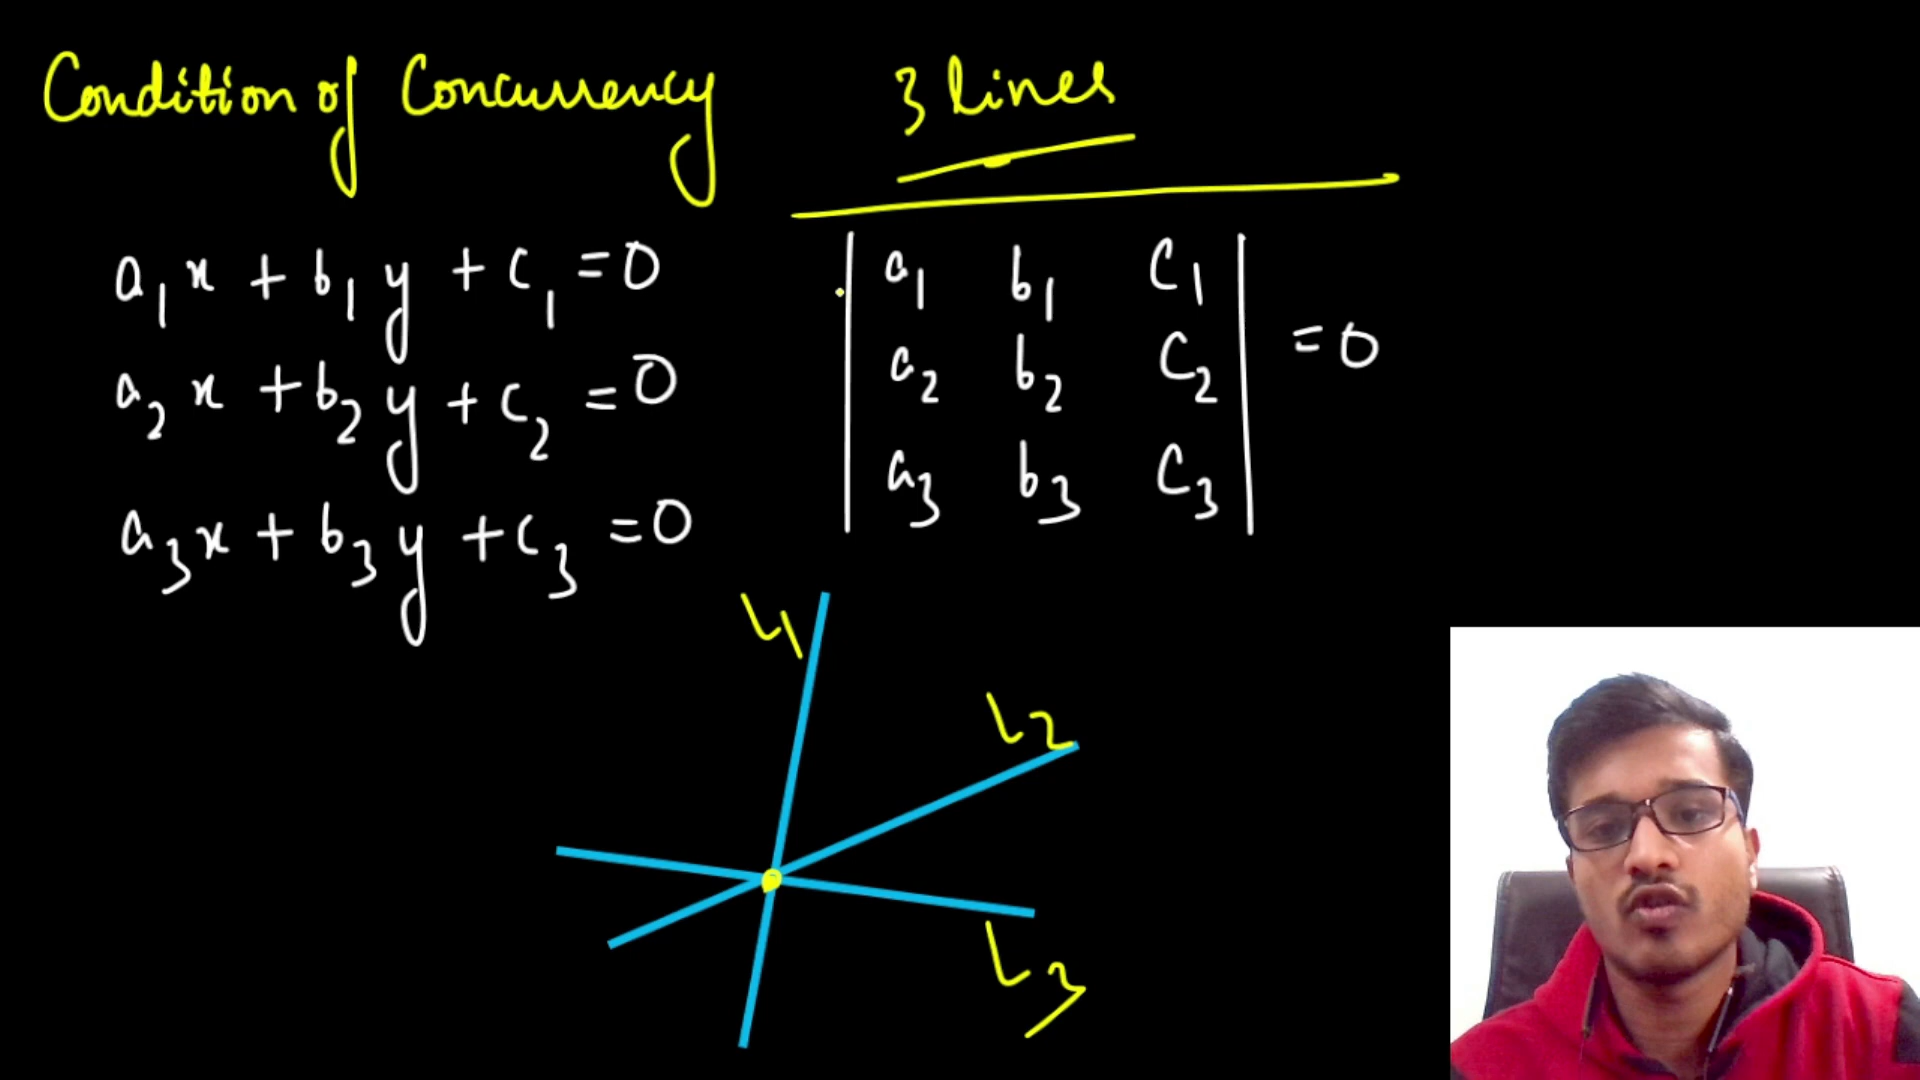 Condition of Concurrency 3 lines
a₁x + b₁y + c₁ = 0
a₂x + b₂y + c₂ = 0
a₃x + b₃y + c₃ = 0
| a₁ b₁ c₁ |
| a₂ b₂ c₂ | = 0
| a₃ b₃ c₃ |
L₁
L₂
L₃